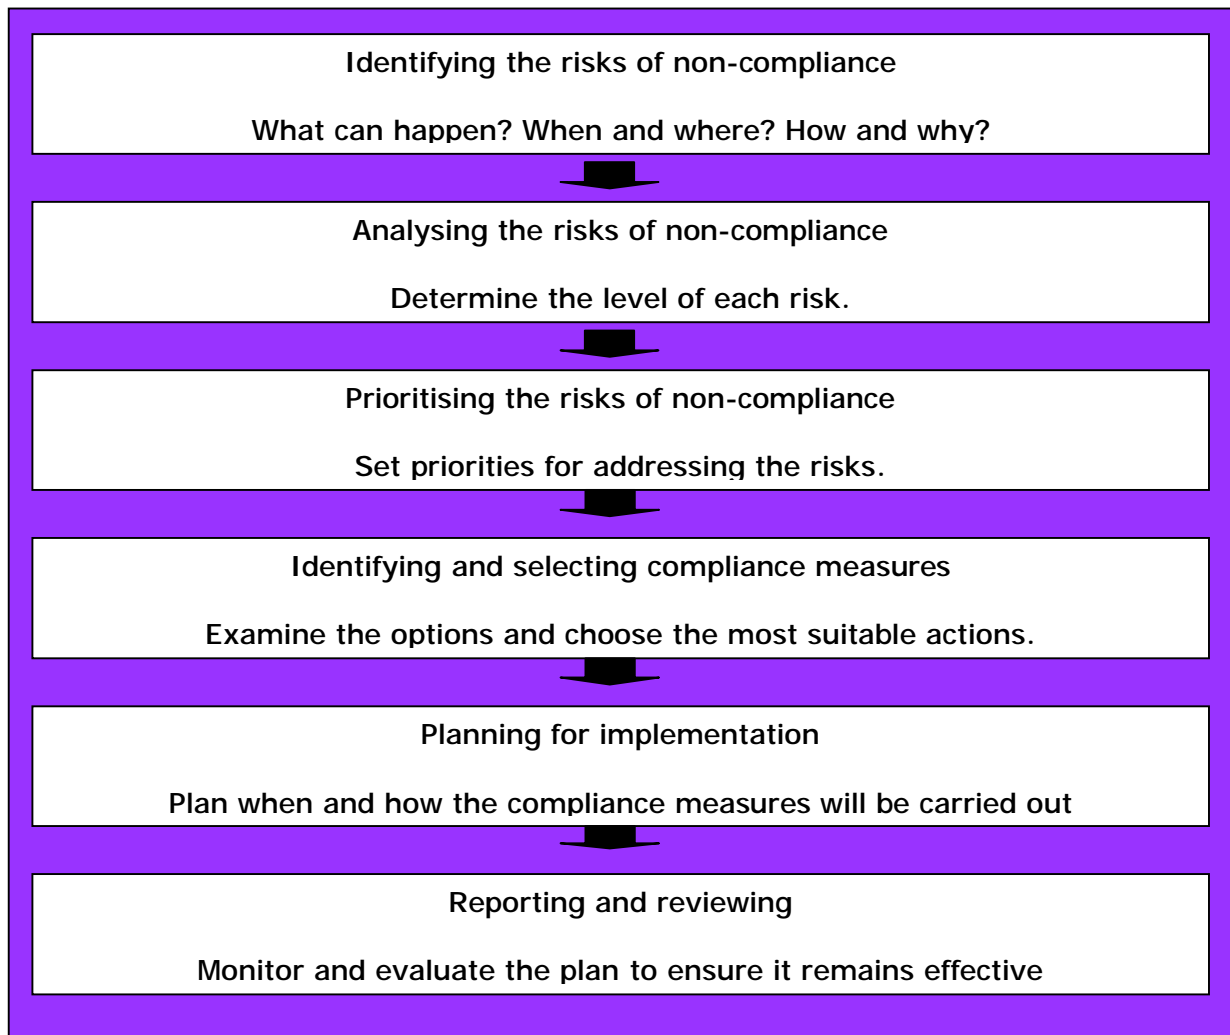 Identifying the risks of non-compliance
What can happen? When and where? How and why?
Analysing the risks of non-compliance
Determine the level of each risk.
Prioritising the risks of non-compliance
Set priorities for addressing the risks.
Identifying and selecting compliance measures
Examine the options and choose the most suitable actions.
Planning for implementation
Plan when and how the compliance measures will be carried out
Reporting and reviewing
Monitor and evaluate the plan to ensure it remains effective